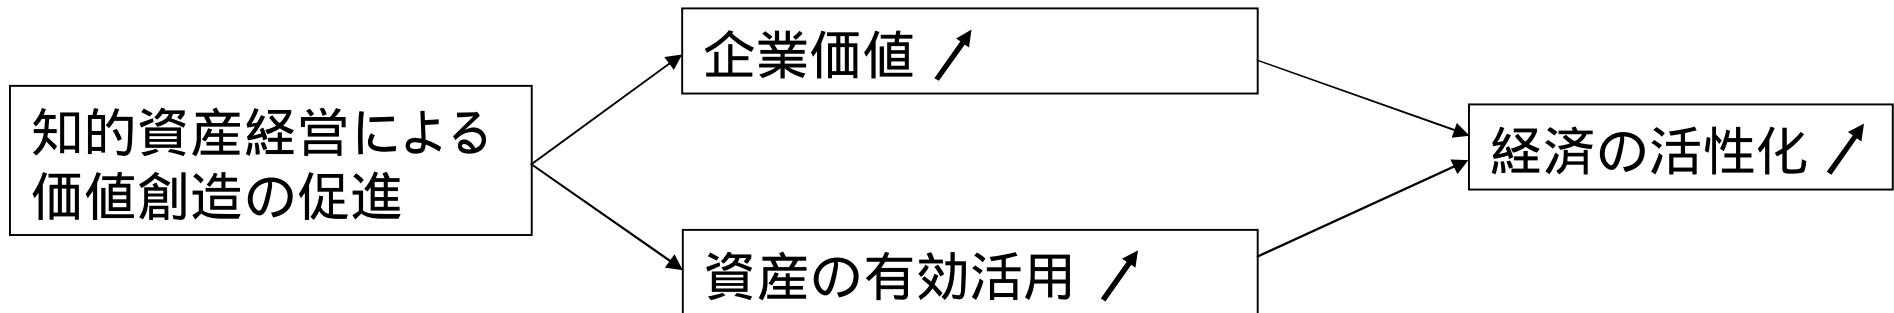 知的資産経営による
価値創造の促進
企業価値
資産の有効活用
経済の活性化